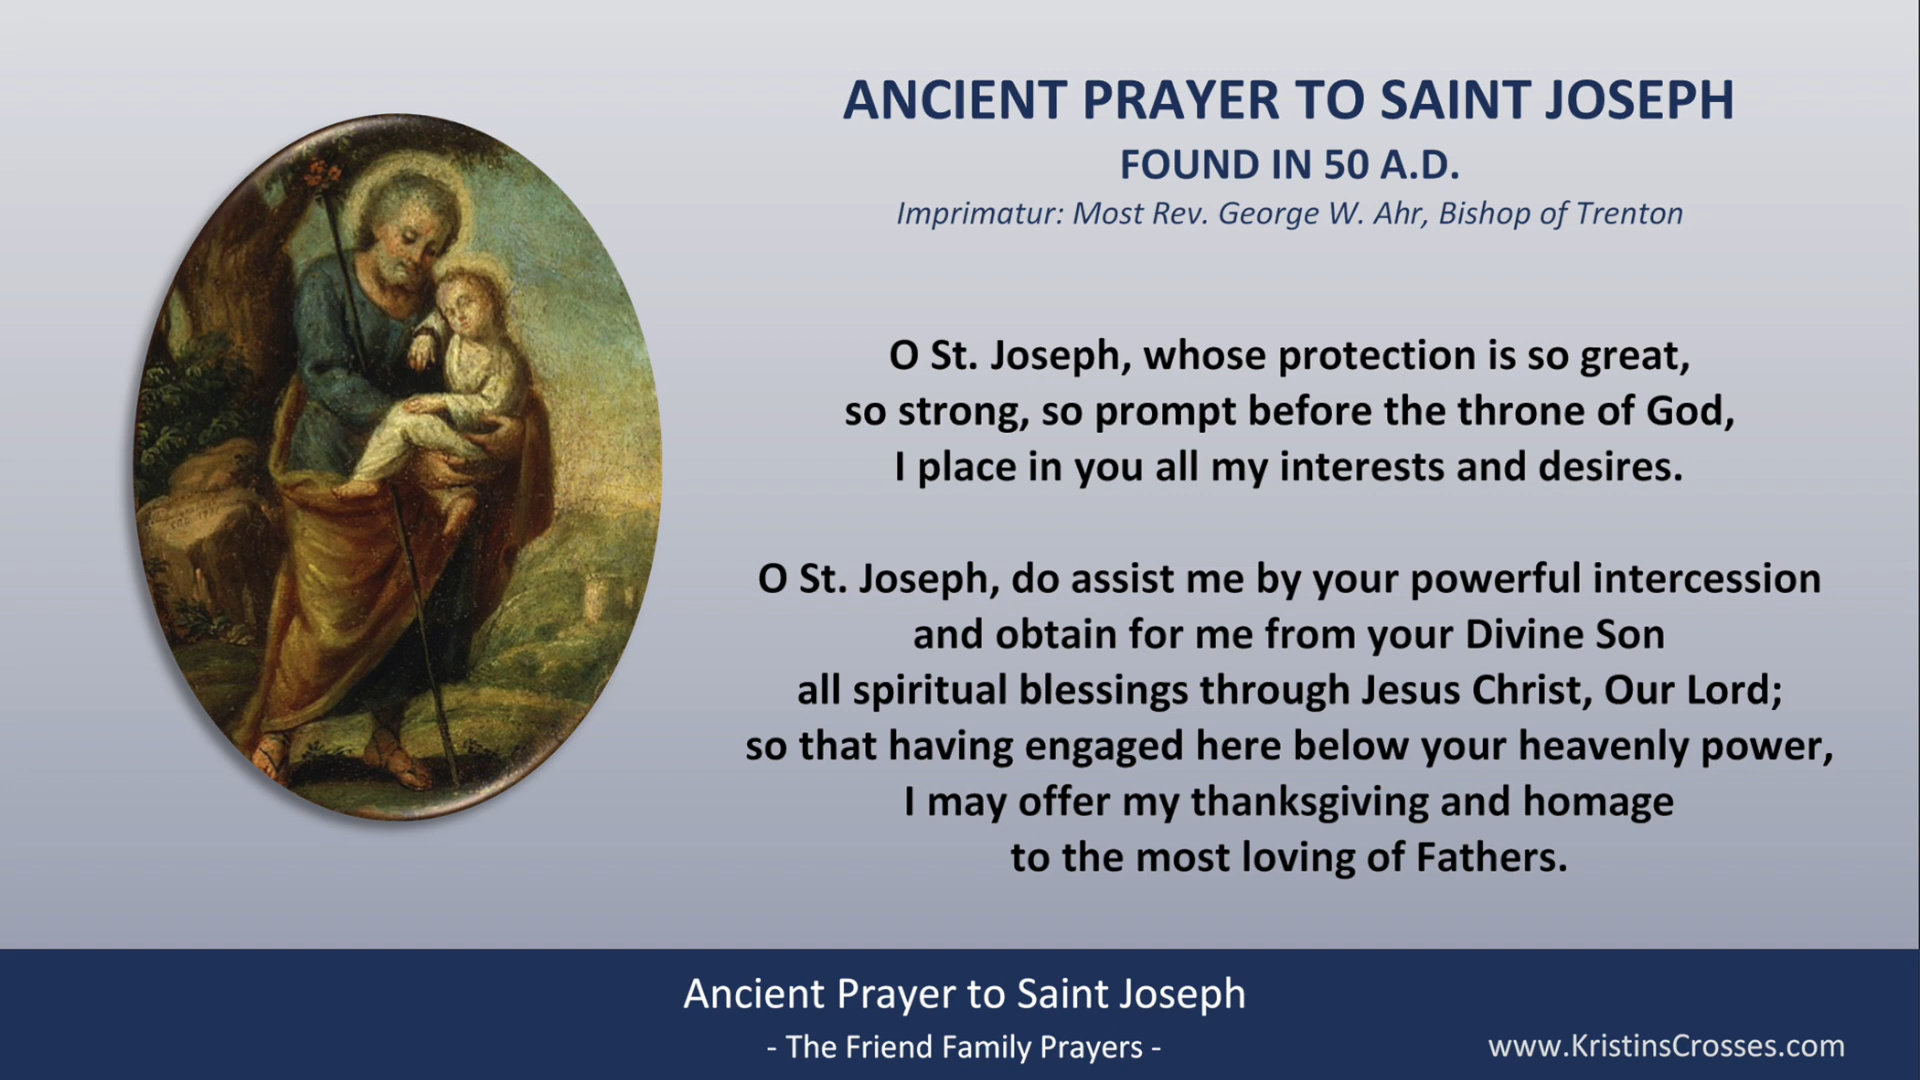 ANCIENT PRAYER TO SAINT JOSEPH
FOUND IN 50 A.D.
Imprimatur: Most Rev. George W. Ahr, Bishop of Trenton
O St. Joseph, whose protection is so great,
so strong, so prompt before the throne of God,
I place in you all my interests and desires.
O St. Joseph, do assist me by your powerful intercession
and obtain for me from your Divine Son
all spiritual blessings through Jesus Christ, Our Lord;
so that having engaged here below your heavenly power,
I may offer my thanksgiving and homage
to the most loving of Fathers.
Ancient Prayer to Saint Joseph
- The Friend Family Prayers -
www.KristinsCrosses.com